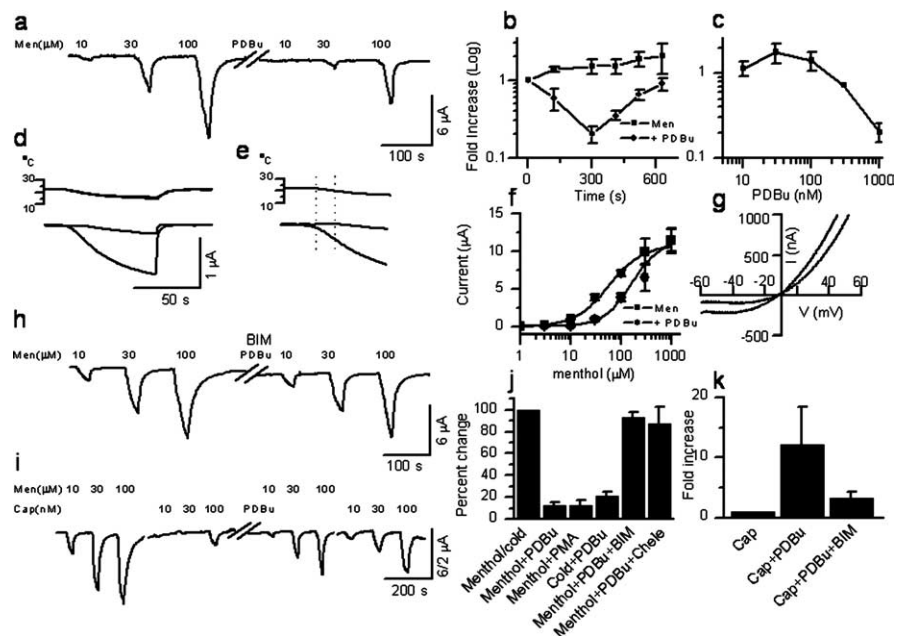 a
Men(µM) 10 30 100 PDBu 10 30 100
6 µA
100 s
b
Fold Increase (Log)
1
0.1
0 200 400 600
Time (s)
Men
+ PDBu
c
1
0.1
10 100 1000
PDBu (nM)
d
°C
30
10
1 µA
50 s
e
°C
30
10
f
Current (µA)
15
10
5
0
1 10 100 1000
menthol (µM)
Men
+ PDBu
g
1000
500
-500
I (nA)
-60 -40 -20 20 40 60
V (mV)
h
BIM
Men(µM) 10 30 100 PDBu 10 30 100
6 µA
100 s
i
Men(µM)
10 30 100 10 30 100
Cap(nM) 10 30 100 PDBu 10 30 100
6/2 µA
200 s
j
Percent change
100
80
60
40
20
0
Menthol/cold
Menthol+PDBu
Menthol+PMA
Cold+PDBu
Menthol+PDBu+BIM
Menthol+PDBu+Chele
k
Fold increase
20
10
0
Cap
Cap+PDBu
Cap+PDBu+BIM